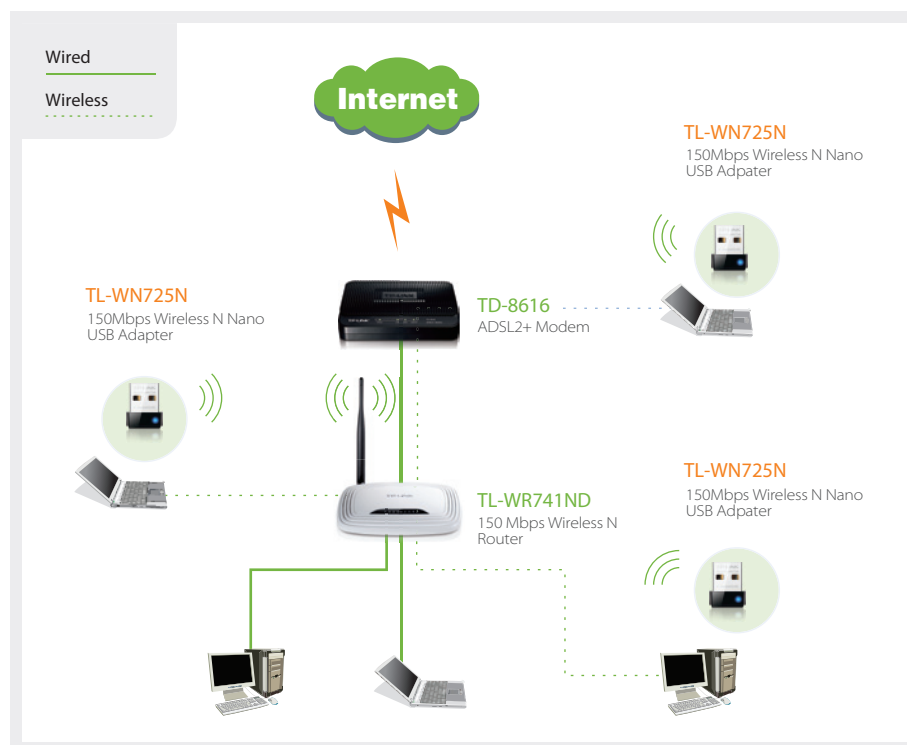 Wired
Wireless
Internet
TL-WN725N
150Mbps Wireless N Nano
USB Adpater
TL-WN725N
150Mbps Wireless N Nano
USB Adapter
TD-8616
ADSL2+ Modem
TL-WN725N
150Mbps Wireless N Nano
USB Adpater
TL-WR741ND
150 Mbps Wireless N
Router